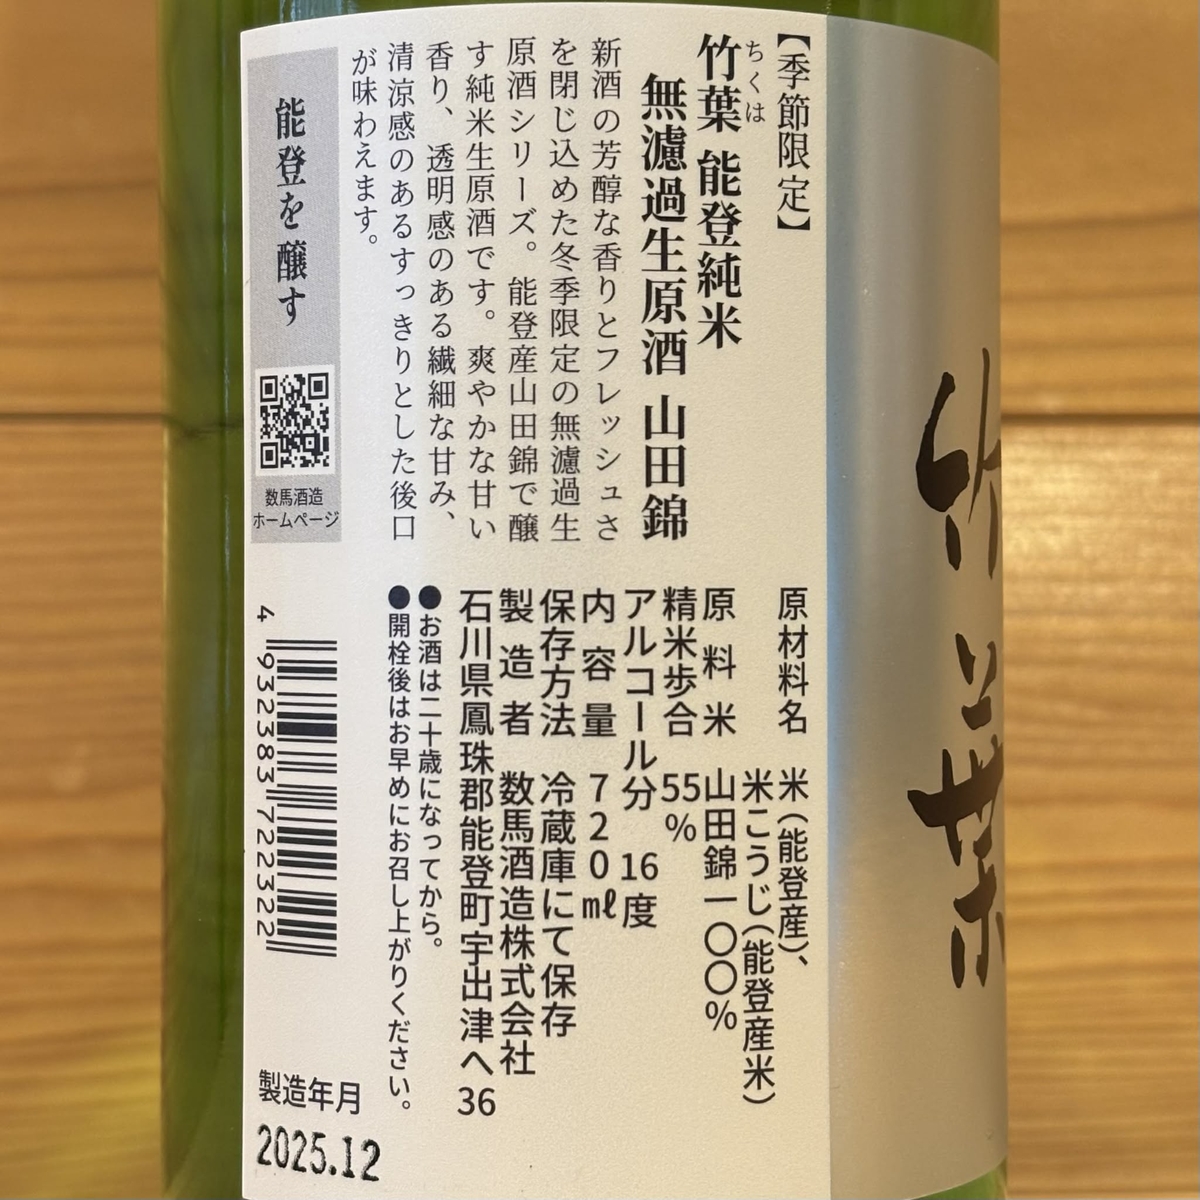 【季節限定】
ちくは
竹葉 能登純米
無濾過生原酒 山田錦
新酒の芳醇な香りとフレッシュさ
を閉じ込めた冬季限定の無濾過生
原酒シリーズ。能登産山田錦で醸
す純米生原酒です。爽やかな甘い
香り、透明感のある繊細な甘み、
清涼感のあるすっきりとした後口
が味わえます。
能登を醸す
数馬酒造
ホームページ
原材料名 米(能登産)、
米こうじ(能登産米)
原料米 山田錦一〇〇%
精米歩合 55%
アルコール分 16度
内容量 720㎖
保存方法 冷蔵庫にて保存
製造者 数馬酒造株式会社
石川県鳳珠郡能登町宇出津ヘ36
●お酒は二十歳になってから。
●開栓後はお早めにお召し上がりください。
4 932383 722322
製造年月
2025.12
竹葉